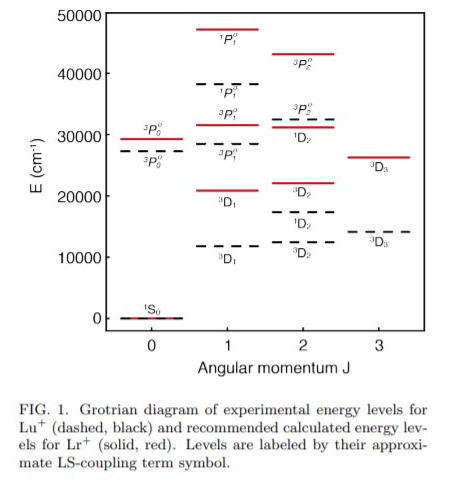 50000
¹P₁ᵒ
40000
³P₂ᵒ
¹P₁ᵒ
³P₁ᵒ
³P₂ᵒ
30000
³P₀ᵒ
¹D₂
³P₀ᵒ
³P₁ᵒ
³D₃
E (cm⁻¹)
20000
³D₁
³D₂
¹D₂
³D₃
10000
³D₁
³D₂
¹S₀
0
0 1 2 3
Angular momentum J
FIG. 1. Grotrian diagram of experimental energy levels for
Lu⁺ (dashed, black) and recommended calculated energy lev-
els for Lr⁺ (solid, red). Levels are labeled by their approxi-
mate LS-coupling term symbol.